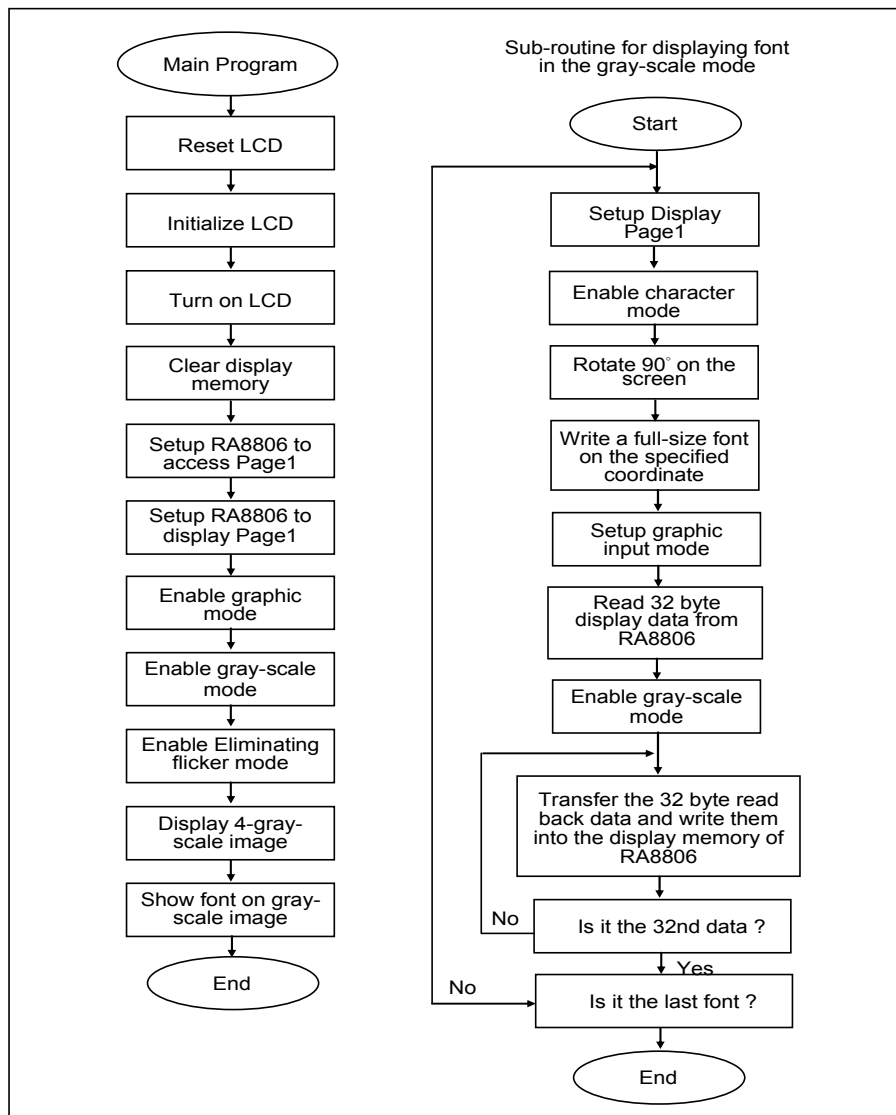 Main Program
Reset LCD
Initialize LCD
Turn on LCD
Clear display
memory
Setup RA8806 to
access Page1
Setup RA8806 to
display Page1
Enable graphic
mode
Enable gray-scale
mode
Enable Eliminating
flicker mode
Display 4-gray-
scale image
Show font on gray-
scale image
End
Sub-routine for displaying font
in the gray-scale mode
Start
Setup Display
Page1
Enable character
mode
Rotate 90° on the
screen
Write a full-size font
on the specified
coordinate
Setup graphic
input mode
Read 32 byte
display data from
RA8806
Enable gray-scale
mode
Transfer the 32 byte read
back data and write them
into the display memory of
RA8806
No
Is it the 32nd data ?
Yes
No
Is it the last font ?
End